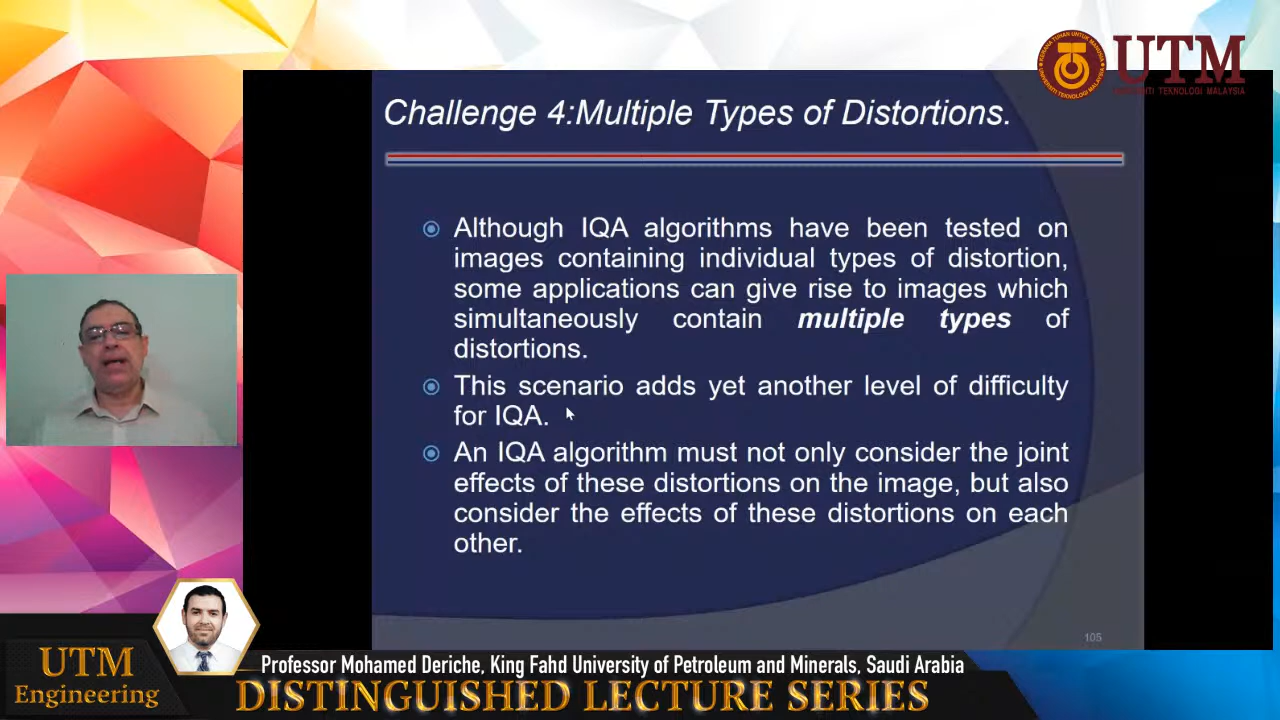 UTM
UNIVERSITI TEKNOLOGI MALAYSIA
Challenge 4:Multiple Types of Distortions.
Although IQA algorithms have been tested on
images containing individual types of distortion,
some applications can give rise to images which
simultaneously contain multiple types of
distortions.
This scenario adds yet another level of difficulty
for IQA.
An IQA algorithm must not only consider the joint
effects of these distortions on the image, but also
consider the effects of these distortions on each
other.
105
UTM
Engineering
Professor Mohamed Deriche, King Fahd University of Petroleum and Minerals, Saudi Arabia
DISTINGUISHED LECTURE SERIES